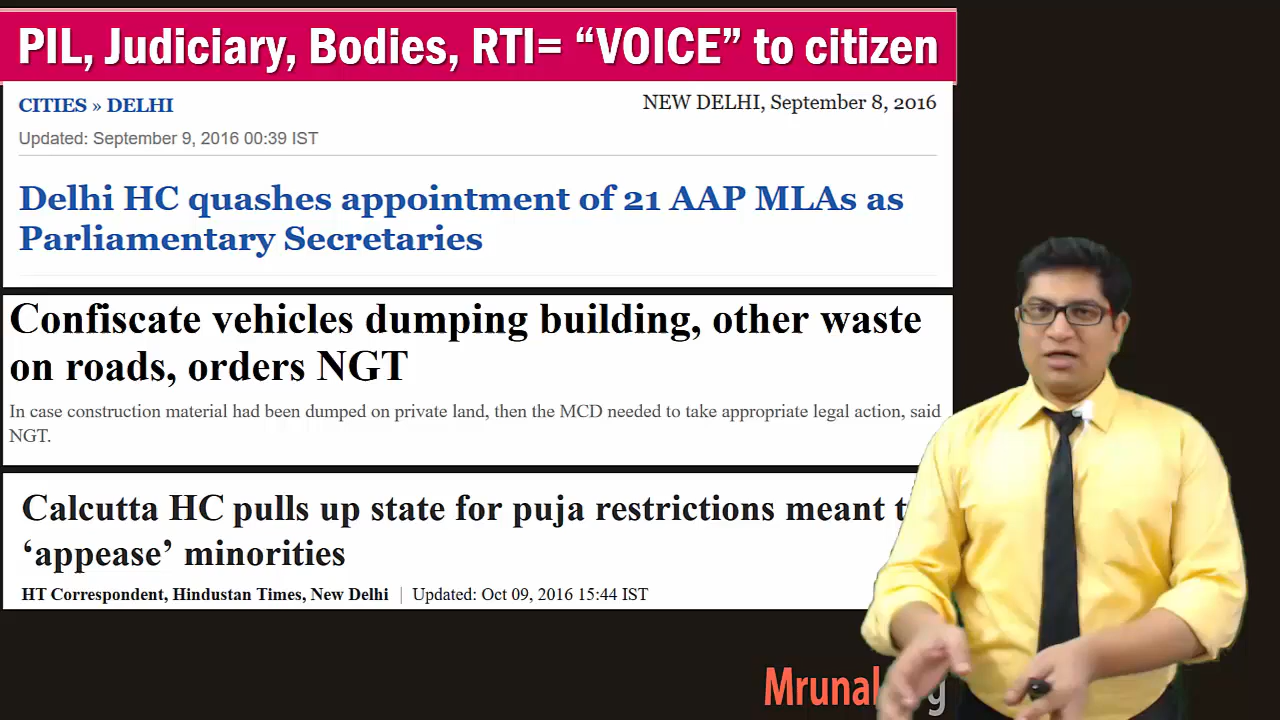 PIL, Judiciary, Bodies, RTI= “VOICE” to citizen
CITIES » DELHI
NEW DELHI, September 8, 2016
Updated: September 9, 2016 00:39 IST
Delhi HC quashes appointment of 21 AAP MLAs as
Parliamentary Secretaries
Confiscate vehicles dumping building, other waste
on roads, orders NGT
In case construction material had been dumped on private land, then the MCD needed to take appropriate legal action, said
NGT.
Calcutta HC pulls up state for puja restrictions meant
‘appease’ minorities
HT Correspondent, Hindustan Times, New Delhi | Updated: Oct 09, 2016 15:44 IST
Mrunal